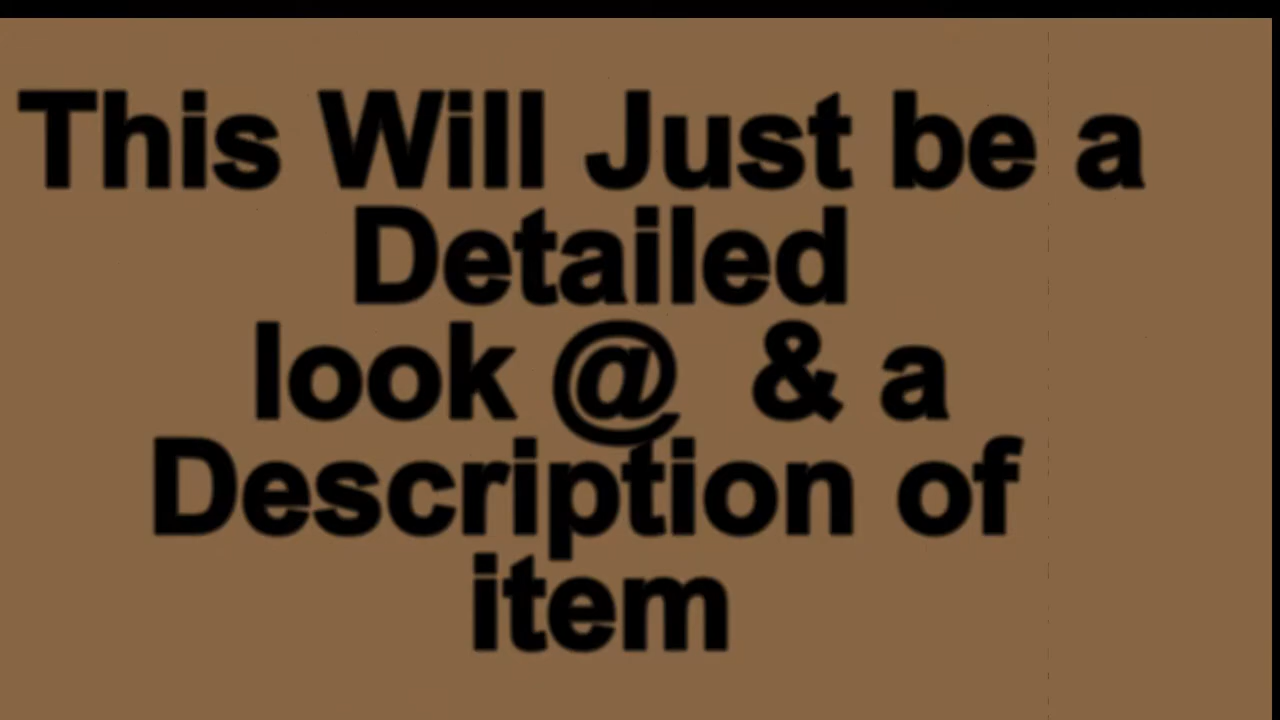 This Will Just be a
Detailed
look @ & a
Description of
item